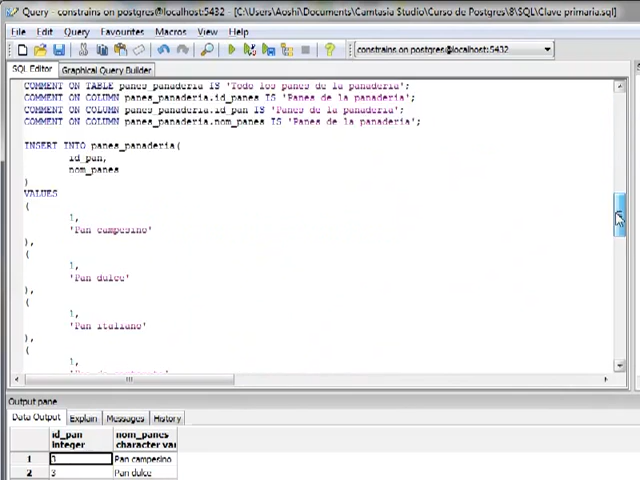 Query - constrains on postgres@localhost:5432 - [C:\Users\Aoshi\Documents\Camtasia Studio\Curso de Postgres\8\SQL\Clave primaria.sql]
File Edit Query Favourites Macros View Help
constrains on postgres@localhost:5432
SQL Editor Graphical Query Builder
COMMENT ON TABLE panes_panaderia IS 'Todo los panes de la panaderia';
COMMENT ON COLUMN panes_panaderia.id_panes IS 'Panes de la panaderia';
COMMENT ON COLUMN panes_panaderia.id_pan IS 'Panes de la panaderia';
COMMENT ON COLUMN panes_panaderia.nom_panes IS 'Panes de la panaderia';
INSERT INTO panes_panaderia(
id_pan,
nom_panes
)
VALUES
(
1,
'Pan campesino'
),
(
1,
'Pan dulce'
),
(
1,
'Pan italiano'
),
(
1,
Output pane
Data Output Explain Messages History
id_pan nom_panes
integer character var
1 3 Pan campesino
2 3 Pan dulce